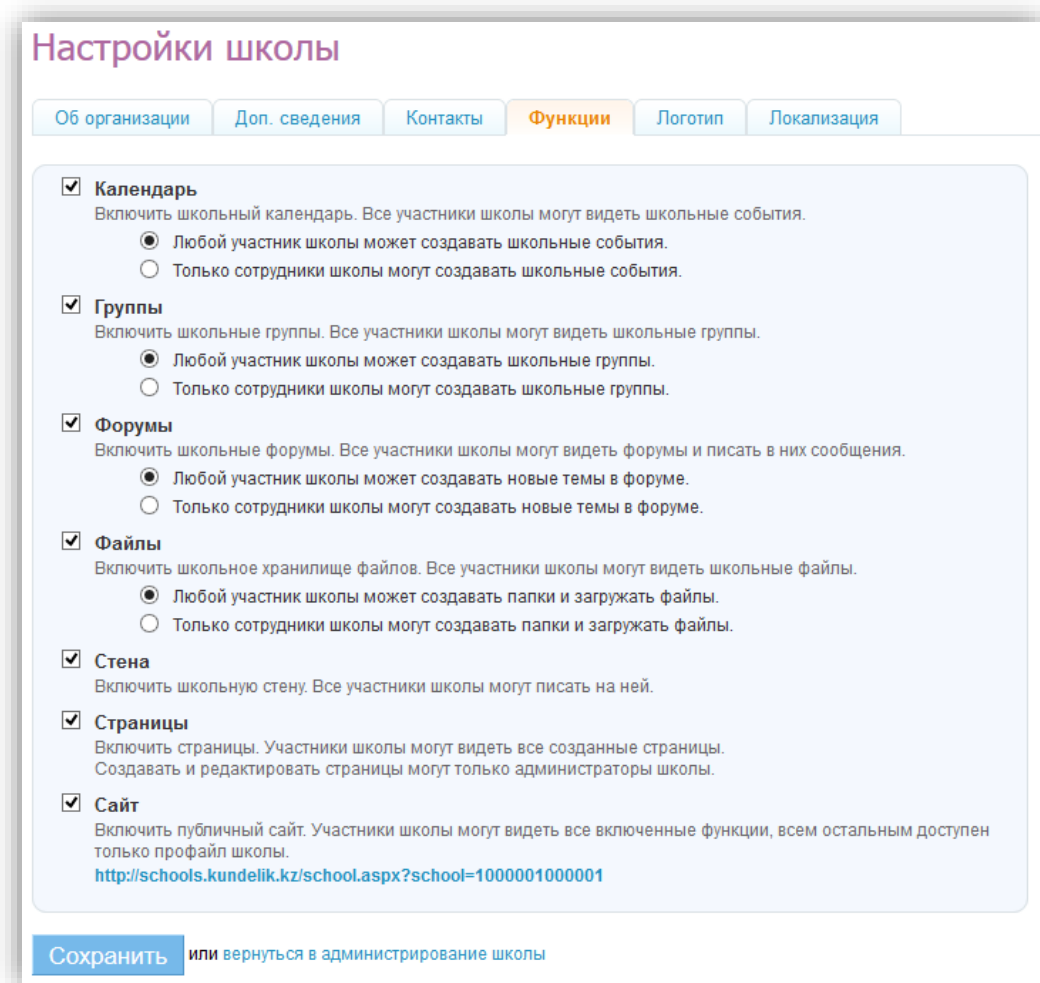 Настройки школы
Об организации Доп. сведения Контакты Функции Логотип Локализация
Календарь
Включить школьный календарь. Все участники школы могут видеть школьные события.
Любой участник школы может создавать школьные события.
Только сотрудники школы могут создавать школьные события.
Группы
Включить школьные группы. Все участники школы могут видеть школьные группы.
Любой участник школы может создавать школьные группы.
Только сотрудники школы могут создавать школьные группы.
Форумы
Включить школьные форумы. Все участники школы могут видеть форумы и писать в них сообщения.
Любой участник школы может создавать новые темы в форуме.
Только сотрудники школы могут создавать новые темы в форуме.
Файлы
Включить школьное хранилище файлов. Все участники школы могут видеть школьные файлы.
Любой участник школы может создавать папки и загружать файлы.
Только сотрудники школы могут создавать папки и загружать файлы.
Стена
Включить школьную стену. Все участники школы могут писать на ней.
Страницы
Включить страницы. Участники школы могут видеть все созданные страницы.
Создавать и редактировать страницы могут только администраторы школы.
Сайт
Включить публичный сайт. Участники школы могут видеть все включенные функции, всем остальным доступен
только профайл школы.
http://schools.kundelik.kz/school.aspx?school=1000001000001
Сохранить или вернуться в администрирование школы